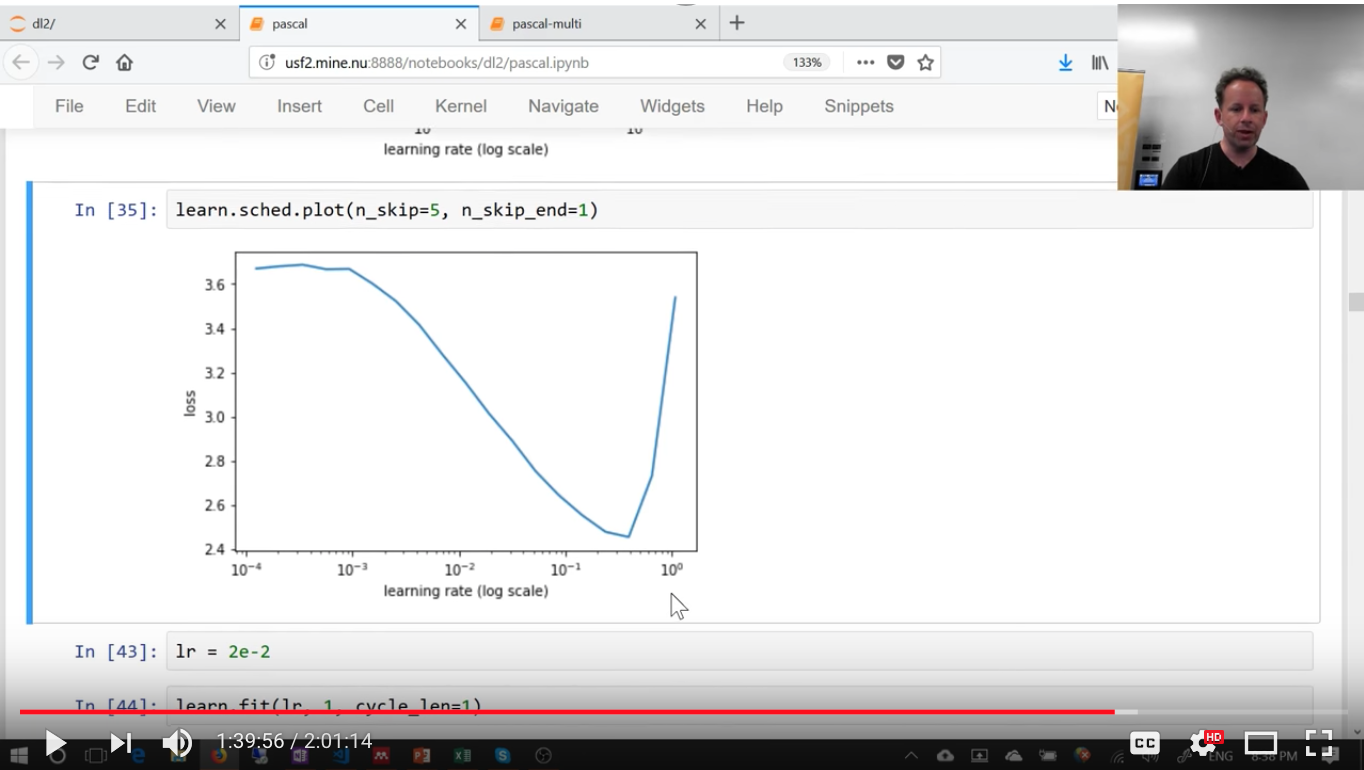 dl2/
pascal
pascal-multi
usf2.mine.nu:8888/notebooks/dl2/pascal.ipynb
133%
File Edit View Insert Cell Kernel Navigate Widgets Help Snippets
10 10
learning rate (log scale)
In [35]: learn.sched.plot(n_skip=5, n_skip_end=1)
3.6
3.4
3.2
3.0
2.8
2.6
2.4
loss
10⁻⁴ 10⁻³ 10⁻² 10⁻¹ 10⁰
learning rate (log scale)
In [43]: lr = 2e-2
In [44]: learn.fit(lr, 1, cycle_len=1)
1:39:56 / 2:01:14
CC
HD
ENG
8:38 PM